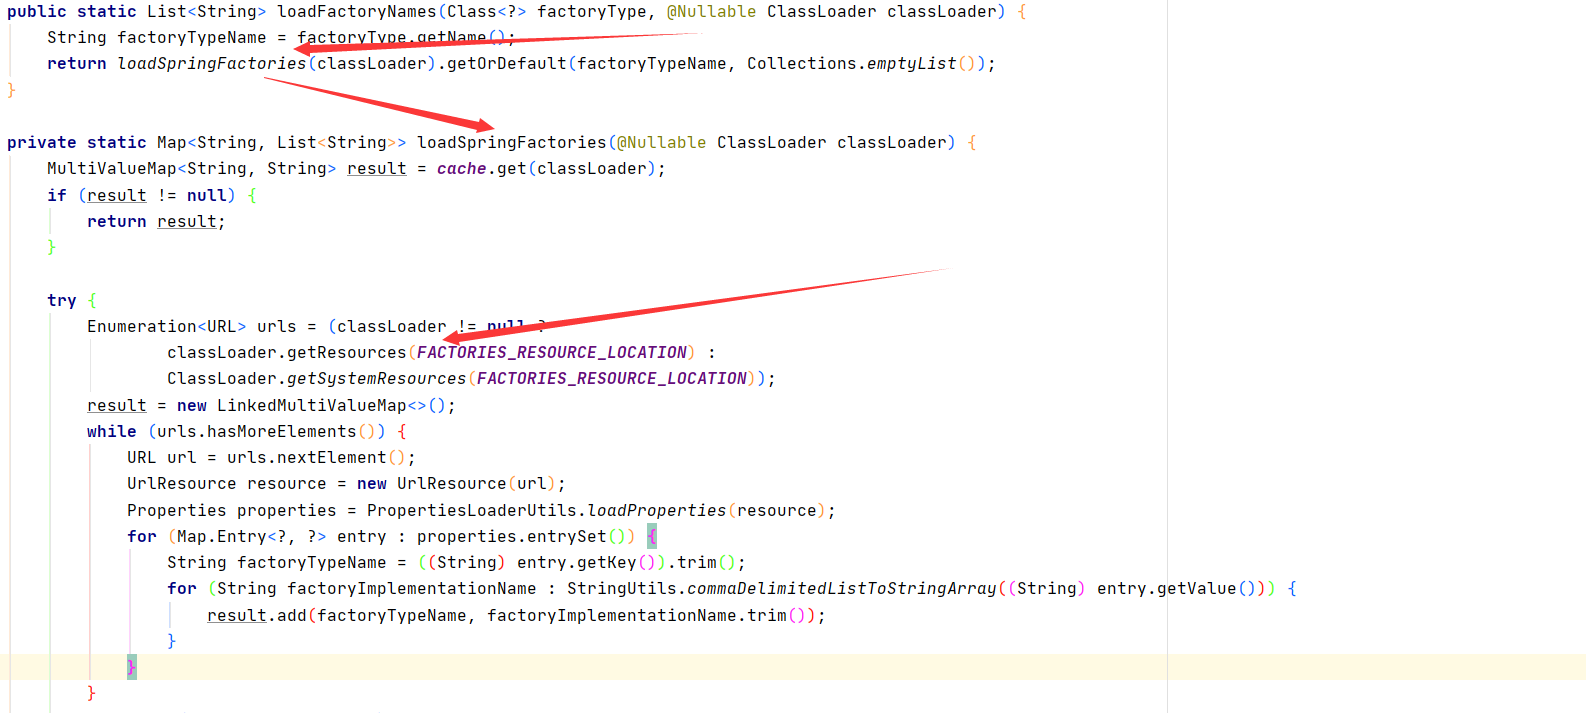 public static List<String> loadFactoryNames(Class<?> factoryType, @Nullable ClassLoader classLoader) {
String factoryTypeName = factoryType.getName();
return loadSpringFactories(classLoader).getOrDefault(factoryTypeName, Collections.emptyList());
}
private static Map<String, List<String>> loadSpringFactories(@Nullable ClassLoader classLoader) {
MultiValueMap<String, String> result = cache.get(classLoader);
if (result != null) {
return result;
}
try {
Enumeration<URL> urls = (classLoader != null ?
classLoader.getResources(FACTORIES_RESOURCE_LOCATION) :
ClassLoader.getSystemResources(FACTORIES_RESOURCE_LOCATION));
result = new LinkedMultiValueMap<>();
while (urls.hasMoreElements()) {
URL url = urls.nextElement();
UrlResource resource = new UrlResource(url);
Properties properties = PropertiesLoaderUtils.loadProperties(resource);
for (Map.Entry<?, ?> entry : properties.entrySet()) {
String factoryTypeName = ((String) entry.getKey()).trim();
for (String factoryImplementationName : StringUtils.commaDelimitedListToStringArray((String) entry.getValue())) {
result.add(factoryTypeName, factoryImplementationName.trim());
}
}
}